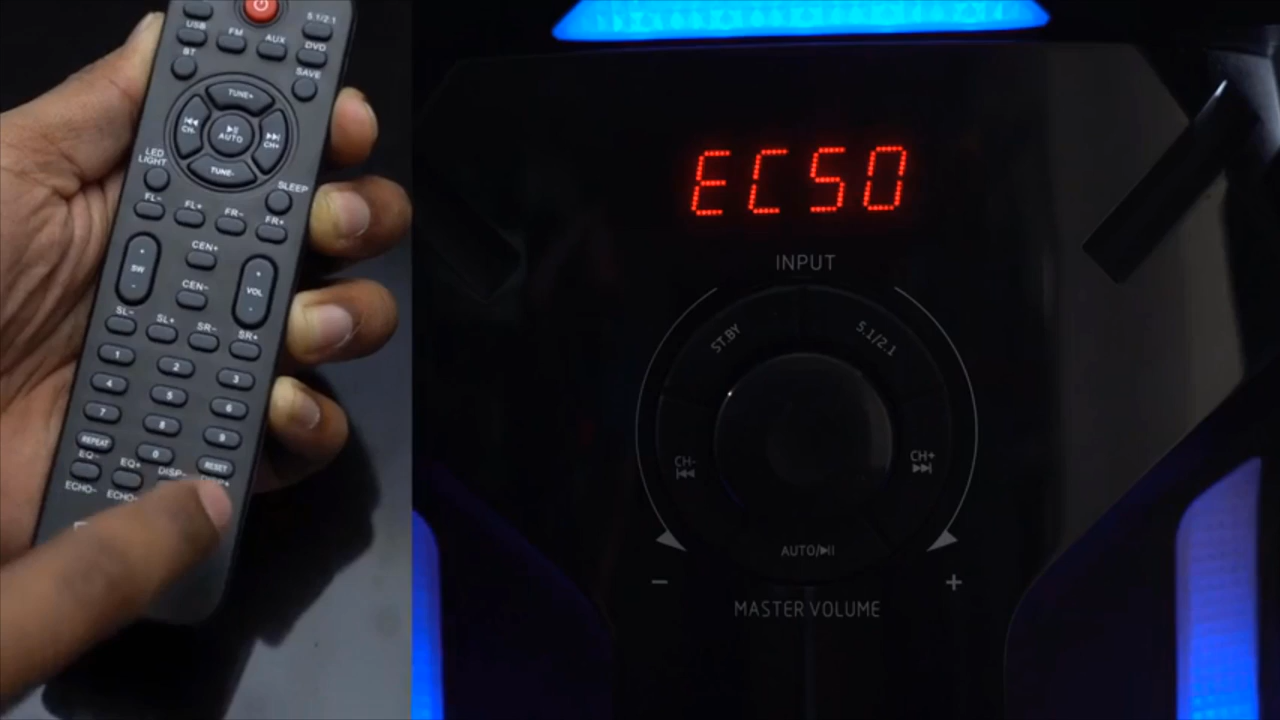 5.1/2.1
USB
FM
AUX
DVD
BT
SAVE
TUNE+
CH-
AUTO
CH+
TUNE-
LED
LIGHT
SLEEP
FL-
FL+
FR-
FR+
CEN+
+
SW
-
+
VOL
-
CEN-
SL-
SL+
SR-
SR+
1
2
3
4
5
6
7
8
9
REPEAT
0
RESET
EQ-
EQ+
DISP-
ECHO-
ECHO-
EC50
INPUT
ST.BY
5.1/2.1
CH-
CH+
AUTO/
- +
MASTER VOLUME